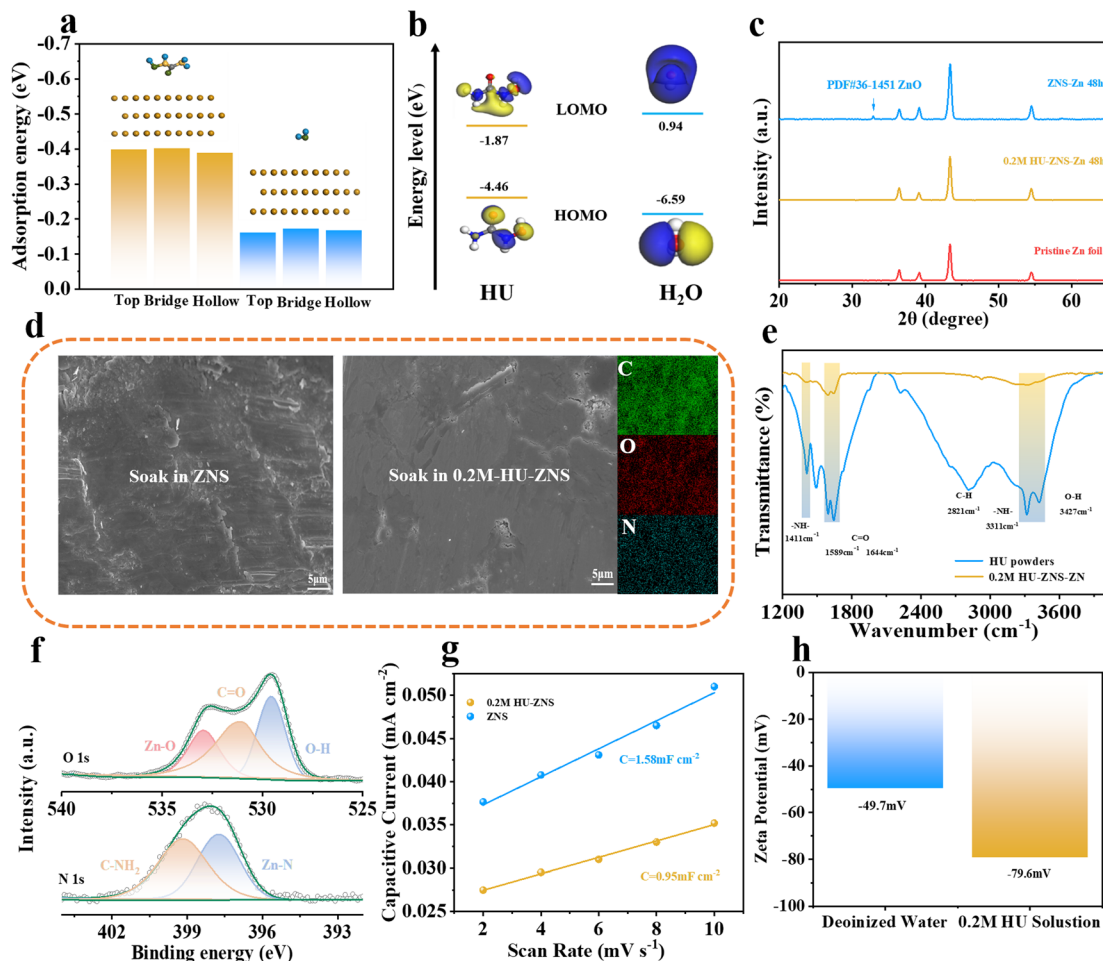 a
Adsorption energy (eV)
-0.7
-0.6
-0.5
-0.4
-0.3
-0.2
-0.1
0.0
Top Bridge Hollow
Top Bridge Hollow
b
Energy level (eV)
LOMO
-1.87
0.94
-4.46
-6.59
HOMO
HU
H₂O
c
Intensity (a.u.)
PDF#36-1451 ZnO
ZNS-Zn 48h
0.2M HU-ZNS-Zn 48h
Pristine Zn foil
20 30 40 50 60
2θ (degree)
d
Soak in ZNS
5μm
Soak in 0.2M-HU-ZNS
5μm
C
O
N
e
Transmittance (%)
-NH-
1411cm⁻¹
C=O
1589cm⁻¹ 1644cm⁻¹
C-H
2821cm⁻¹
-NH-
3311cm⁻¹
O-H
3427cm⁻¹
HU powders
0.2M HU-ZNS-ZN
1200 1800 2400 3000 3600
Wavenumber (cm⁻¹)
f
Intensity (a.u.)
C=O
Zn-O
O-H
O 1s
540 535 530 525
C-NH₂
Zn-N
N 1s
402 399 396 393
Binding energy (eV)
g
Capacitive Current (mA cm⁻²)
0.050
0.045
0.040
0.035
0.030
0.025
0.2M HU-ZNS
ZNS
C=1.58mF cm⁻²
C=0.95mF cm⁻²
2 4 6 8 10
Scan Rate (mV s⁻¹)
h
Zeta Potential (mV)
0
-20
-40
-60
-80
-100
-49.7mV
-79.6mV
Deoinized Water 0.2M HU Solustion